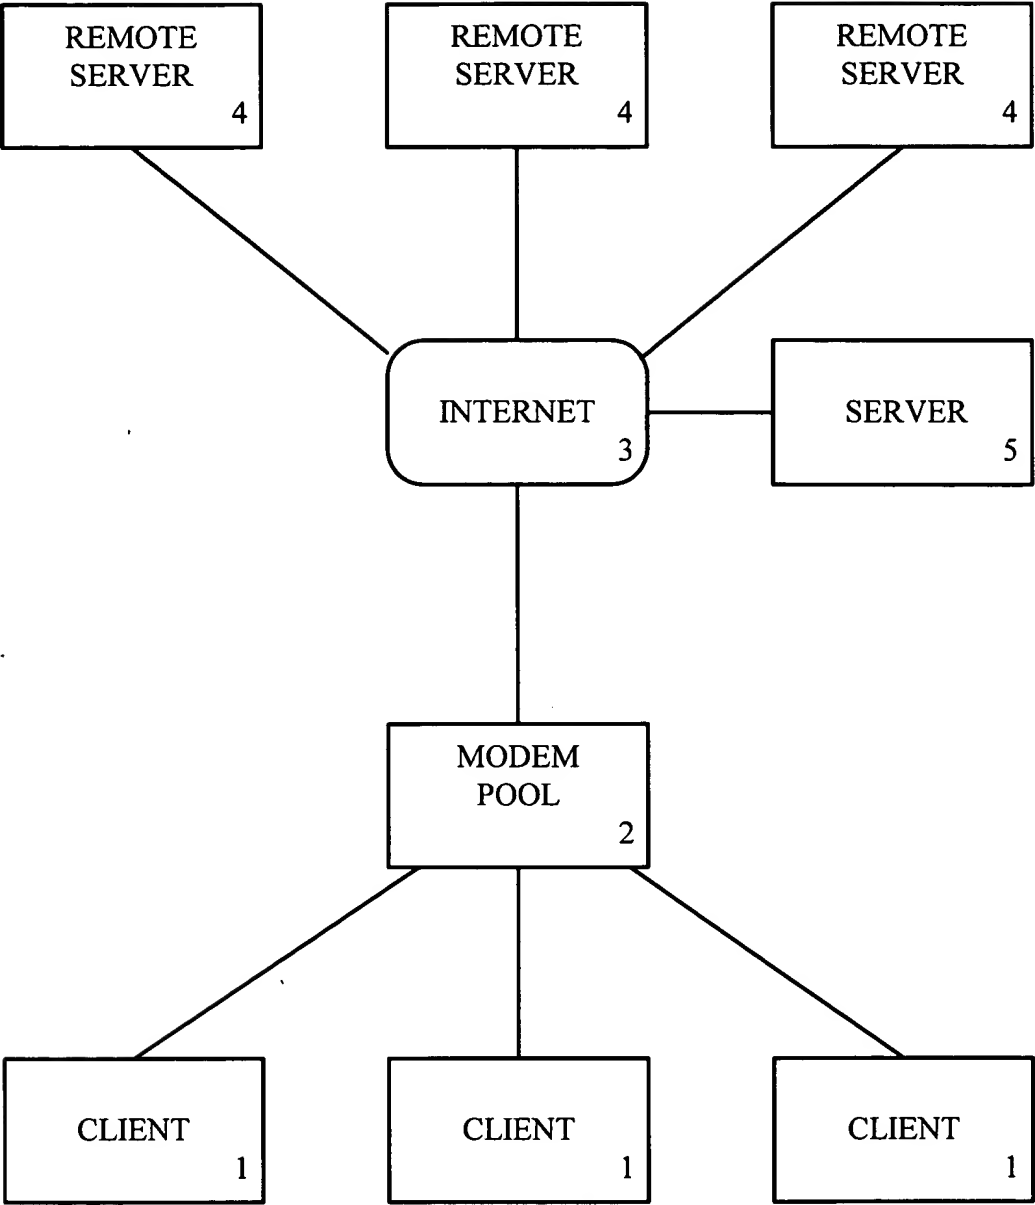 REMOTE
SERVER
4
REMOTE
SERVER
4
REMOTE
SERVER
4
INTERNET
3
SERVER
5
MODEM
POOL
2
CLIENT
1
CLIENT
1
CLIENT
1